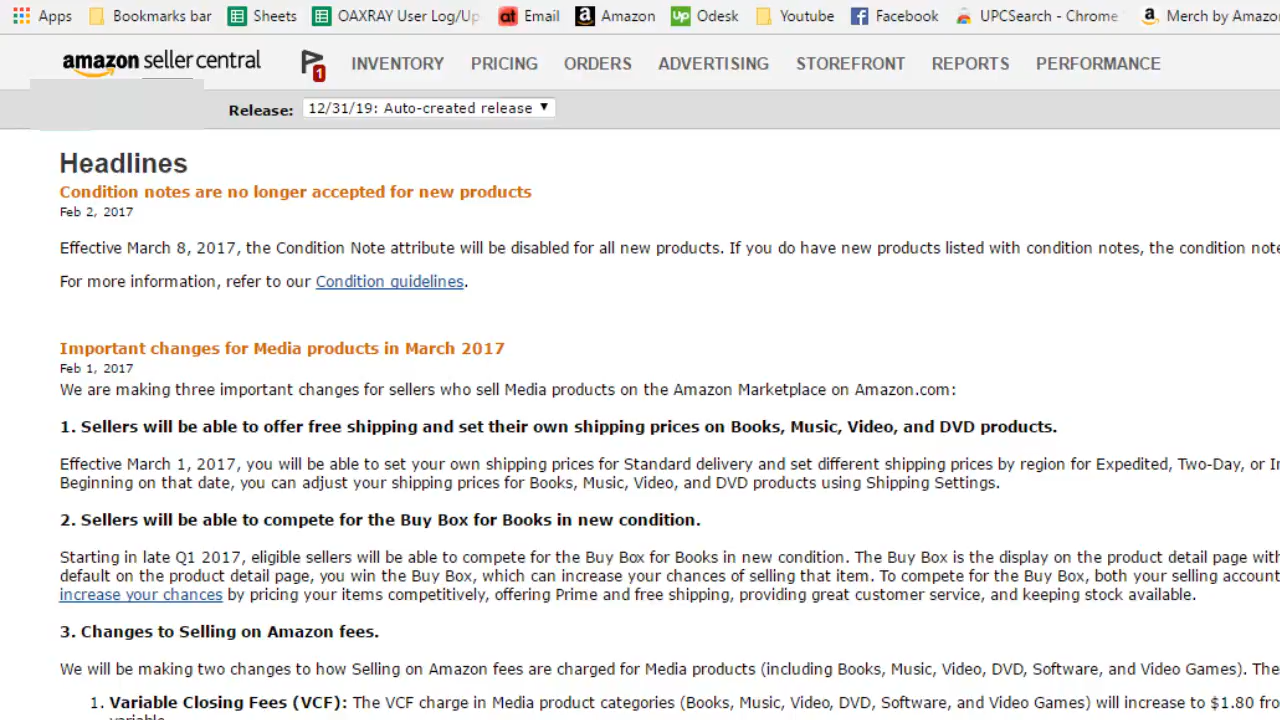 Apps Bookmarks bar Sheets OAXRAY User Log/Up Email Amazon Odesk Youtube Facebook UPCSearch - Chrome Merch by Amazo
amazon seller central 1 INVENTORY PRICING ORDERS ADVERTISING STOREFRONT REPORTS PERFORMANCE
Release: 12/31/19: Auto-created release
Headlines
Condition notes are no longer accepted for new products
Feb 2, 2017
Effective March 8, 2017, the Condition Note attribute will be disabled for all new products. If you do have new products listed with condition notes, the condition note
For more information, refer to our Condition guidelines.
Important changes for Media products in March 2017
Feb 1, 2017
We are making three important changes for sellers who sell Media products on the Amazon Marketplace on Amazon.com:
1. Sellers will be able to offer free shipping and set their own shipping prices on Books, Music, Video, and DVD products.
Effective March 1, 2017, you will be able to set your own shipping prices for Standard delivery and set different shipping prices by region for Expedited, Two-Day, or In
Beginning on that date, you can adjust your shipping prices for Books, Music, Video, and DVD products using Shipping Settings.
2. Sellers will be able to compete for the Buy Box for Books in new condition.
Starting in late Q1 2017, eligible sellers will be able to compete for the Buy Box for Books in new condition. The Buy Box is the display on the product detail page with
default on the product detail page, you win the Buy Box, which can increase your chances of selling that item. To compete for the Buy Box, both your selling account
increase your chances by pricing your items competitively, offering Prime and free shipping, providing great customer service, and keeping stock available.
3. Changes to Selling on Amazon fees.
We will be making two changes to how Selling on Amazon fees are charged for Media products (including Books, Music, Video, DVD, Software, and Video Games). The
1. Variable Closing Fees (VCF): The VCF charge in Media product categories (Books, Music, Video, DVD, Software, and Video Games) will increase to $1.80 fro
variable